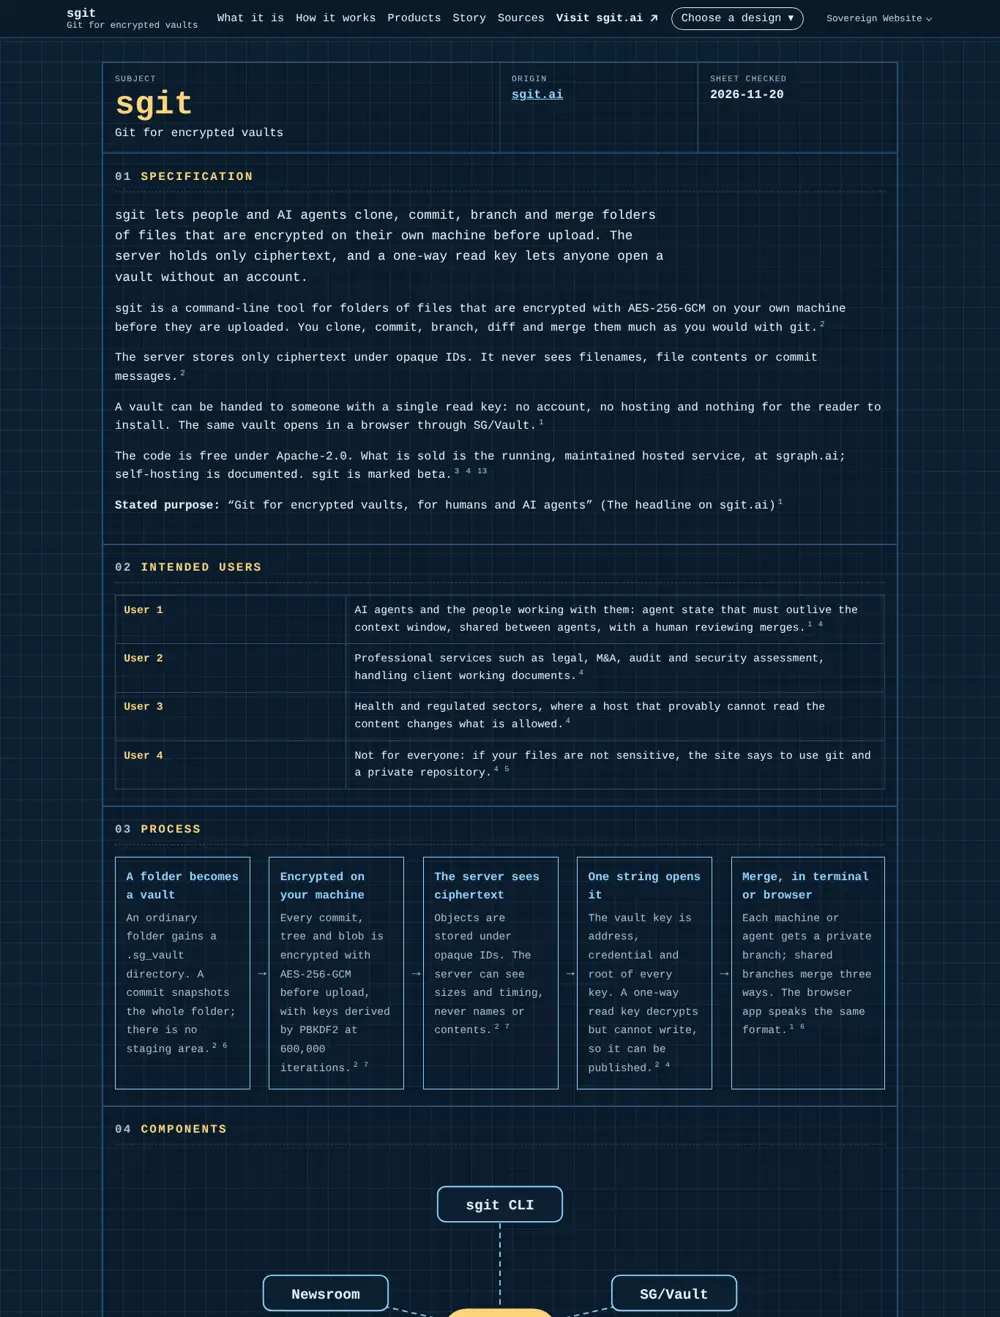 sgit
Git for encrypted vaults
What it is
How it works
Products
Story
Sources
Visit sgit.ai ↗
Choose a design ▾
Sovereign Website
SUBJECT
sgit
Git for encrypted vaults
ORIGIN
sgit.ai
SHEET CHECKED
2026-11-20
01 SPECIFICATION
sgit lets people and AI agents clone, commit, branch and merge folders
of files that are encrypted on their own machine before upload. The
server holds only ciphertext, and a one-way read key lets anyone open a
vault without an account.
sgit is a command-line tool for folders of files that are encrypted with AES-256-GCM on your own machine
before they are uploaded. You clone, commit, branch, diff and merge them much as you would with git. 2
The server stores only ciphertext under opaque IDs. It never sees filenames, file contents or commit
messages. 2
A vault can be handed to someone with a single read key: no account, no hosting and nothing for the reader to
install. The same vault opens in a browser through SG/Vault. 1
The code is free under Apache-2.0. What is sold is the running, maintained hosted service, at sgraph.ai;
self-hosting is documented. sgit is marked beta. 3 4 13
Stated purpose: “Git for encrypted vaults, for humans and AI agents” (The headline on sgit.ai) 1
02 INTENDED USERS
User 1
AI agents and the people working with them: agent state that must outlive the
context window, shared between agents, with a human reviewing merges. 1 4
User 2
Professional services such as legal, M&A, audit and security assessment,
handling client working documents. 4
User 3
Health and regulated sectors, where a host that provably cannot read the
content changes what is allowed. 4
User 4
Not for everyone: if your files are not sensitive, the site says to use git and
a private repository. 4 5
03 PROCESS
A folder becomes
a vault
An ordinary
folder gains a
.sg_vault
directory. A
commit snapshots
the whole folder;
there is no
staging area. 2 6
→
Encrypted on
your machine
Every commit,
tree and blob is
encrypted with
AES-256-GCM
before upload,
with keys derived
by PBKDF2 at
600,000
iterations. 2 7
→
The server sees
ciphertext
Objects are
stored under
opaque IDs. The
server can see
sizes and timing,
never names or
contents. 2 7
→
One string opens
it
The vault key is
address,
credential and
root of every
key. A one-way
read key decrypts
but cannot write,
so it can be
published. 2 4
→
Merge, in terminal
or browser
Each machine or
agent gets a private
branch; shared
branches merge three
ways. The browser
app speaks the same
format. 1 6
04 COMPONENTS
sgit CLI
Newsroom
SG/Vault